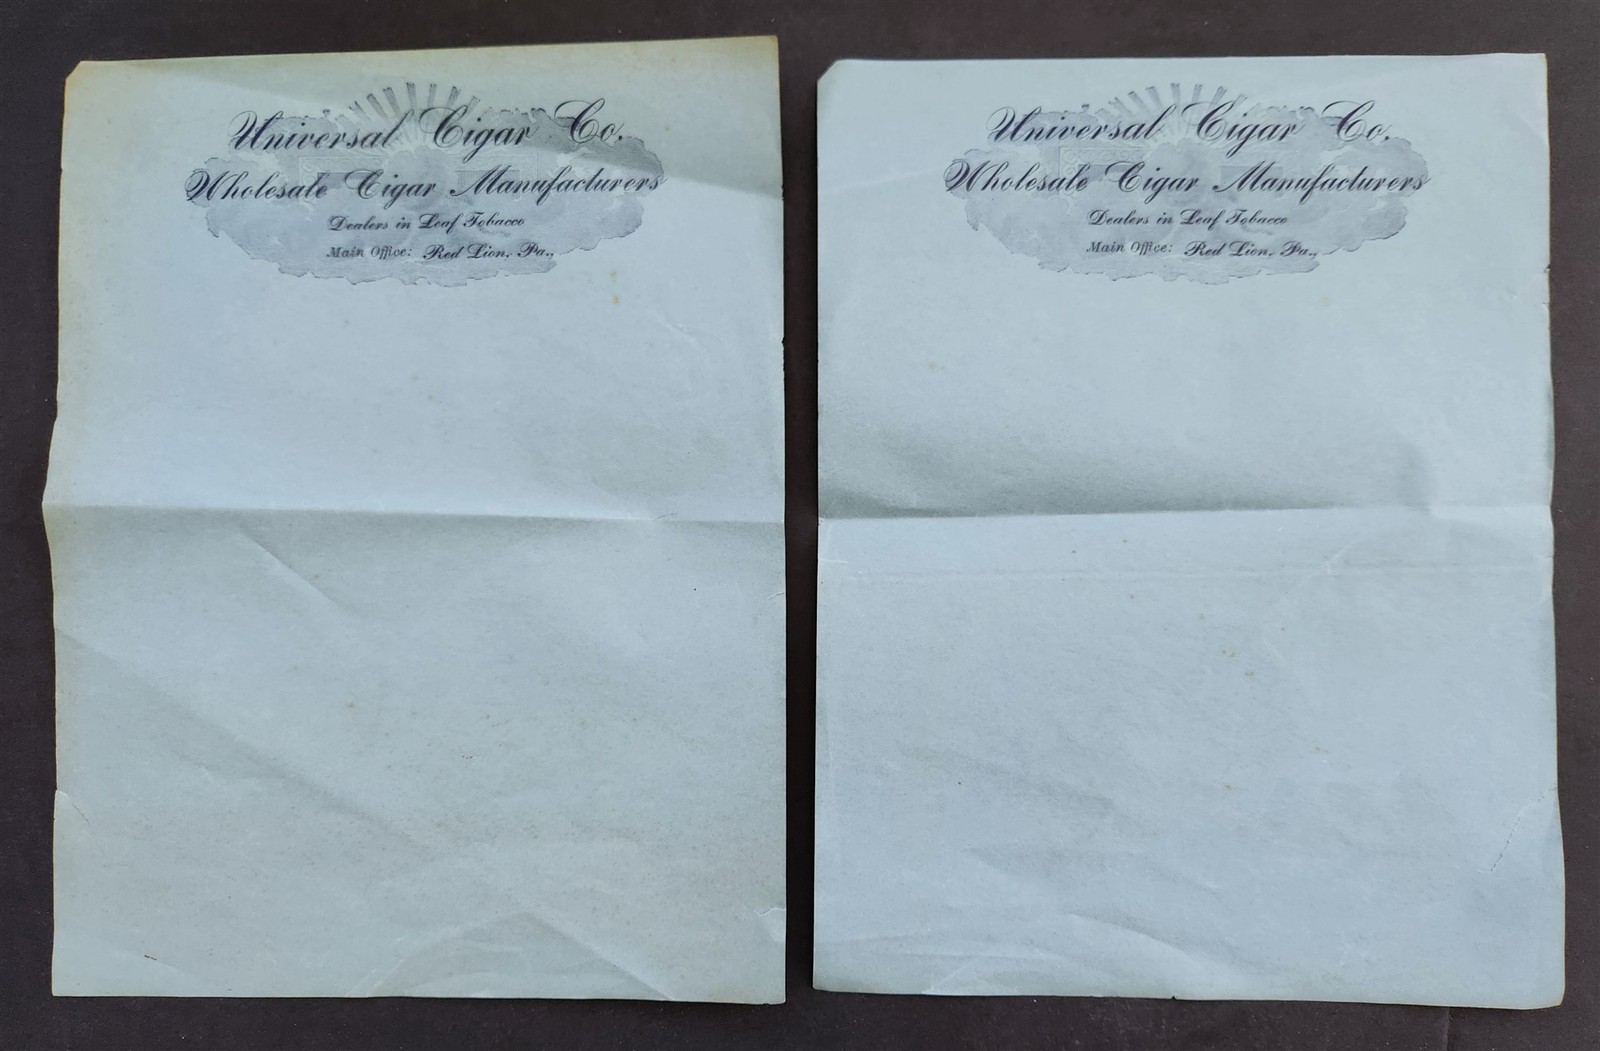 Universal Cigar Co.
Wholesale Cigar Manufacturers
Dealers in Leaf Tobacco
Main Office: Red Lion, Pa.,
Universal Cigar Co.
Wholesale Cigar Manufacturers
Dealers in Leaf Tobacco
Main Office: Red Lion, Pa.,